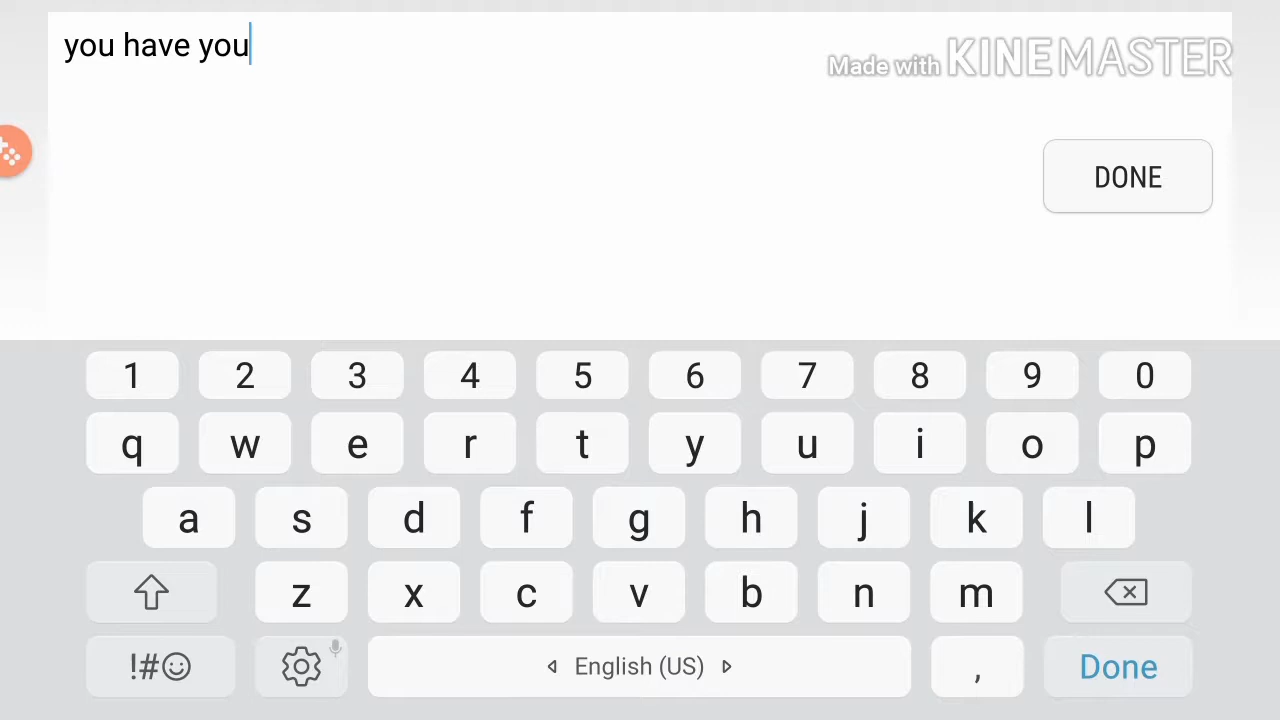 you have you
Made with KINEMASTER
DONE
1 2 3 4 5 6 7 8 9 0
q w e r t y u i o p
a s d f g h j k l
z x c v b n m
!#☺ English (US) , Done